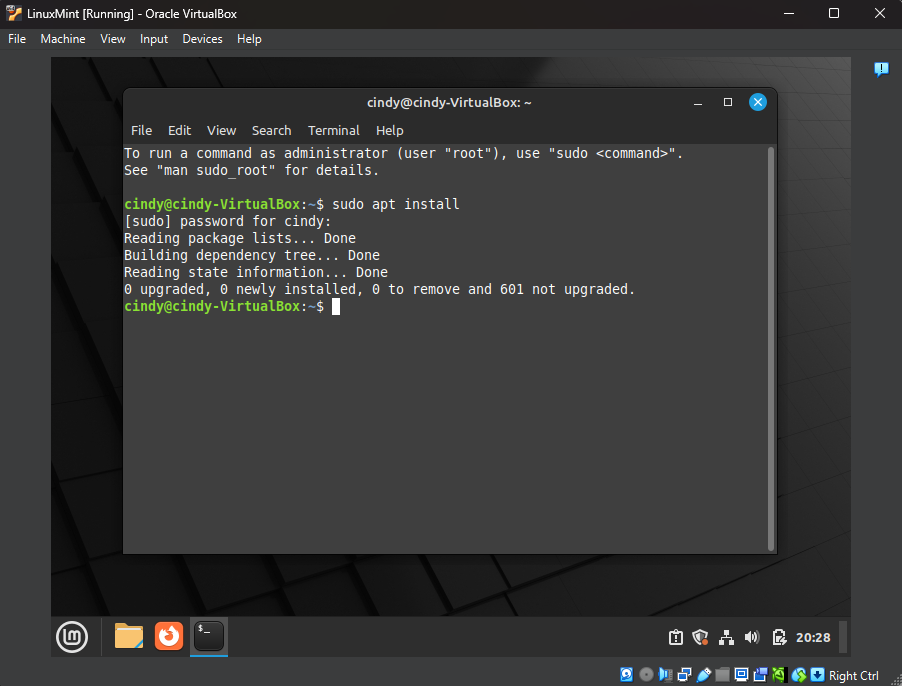 LinuxMint [Running] - Oracle VirtualBox
File Machine View Input Devices Help
cindy@cindy-VirtualBox: ~
File Edit View Search Terminal Help
To run a command as administrator (user "root"), use "sudo <command>".
See "man sudo_root" for details.
cindy@cindy-VirtualBox:~$ sudo apt install
[sudo] password for cindy:
Reading package lists... Done
Building dependency tree... Done
Reading state information... Done
0 upgraded, 0 newly installed, 0 to remove and 601 not upgraded.
cindy@cindy-VirtualBox:~$
$_
20:28
Right Ctrl